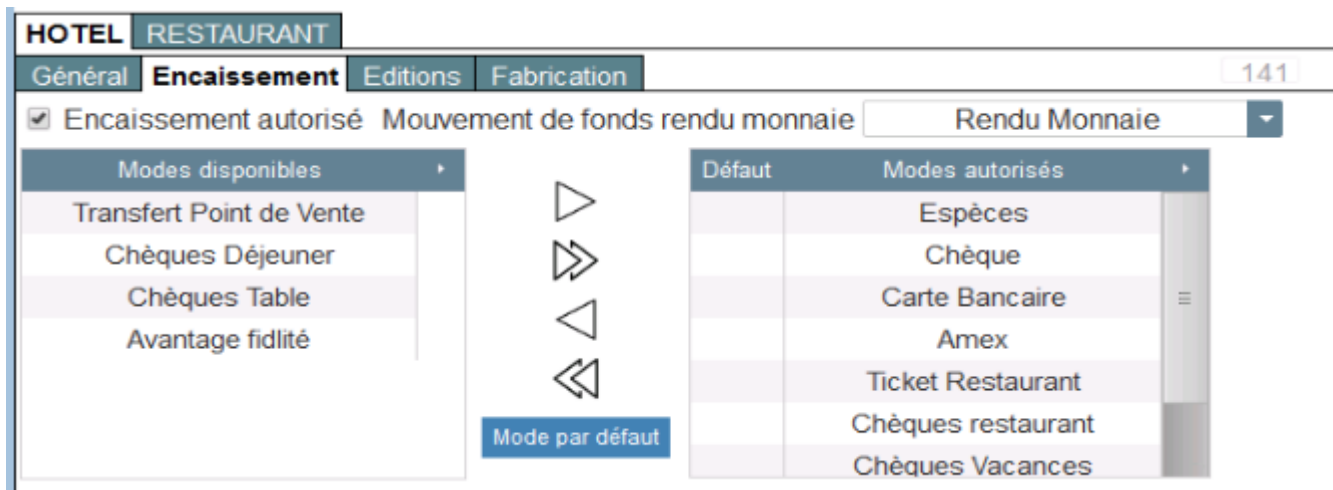 HOTEL RESTAURANT
Général Encaissement Editions Fabrication 141
Encaissement autorisé Mouvement de fonds rendu monnaie Rendu Monnaie
Modes disponibles Défaut Modes autorisés
Transfert Point de Vente Espèces
Chèques Déjeuner Chèque
Chèques Table Carte Bancaire
Avantage fidlité Amex
Ticket Restaurant
Mode par défaut Chèques restaurant
Chèques Vacances